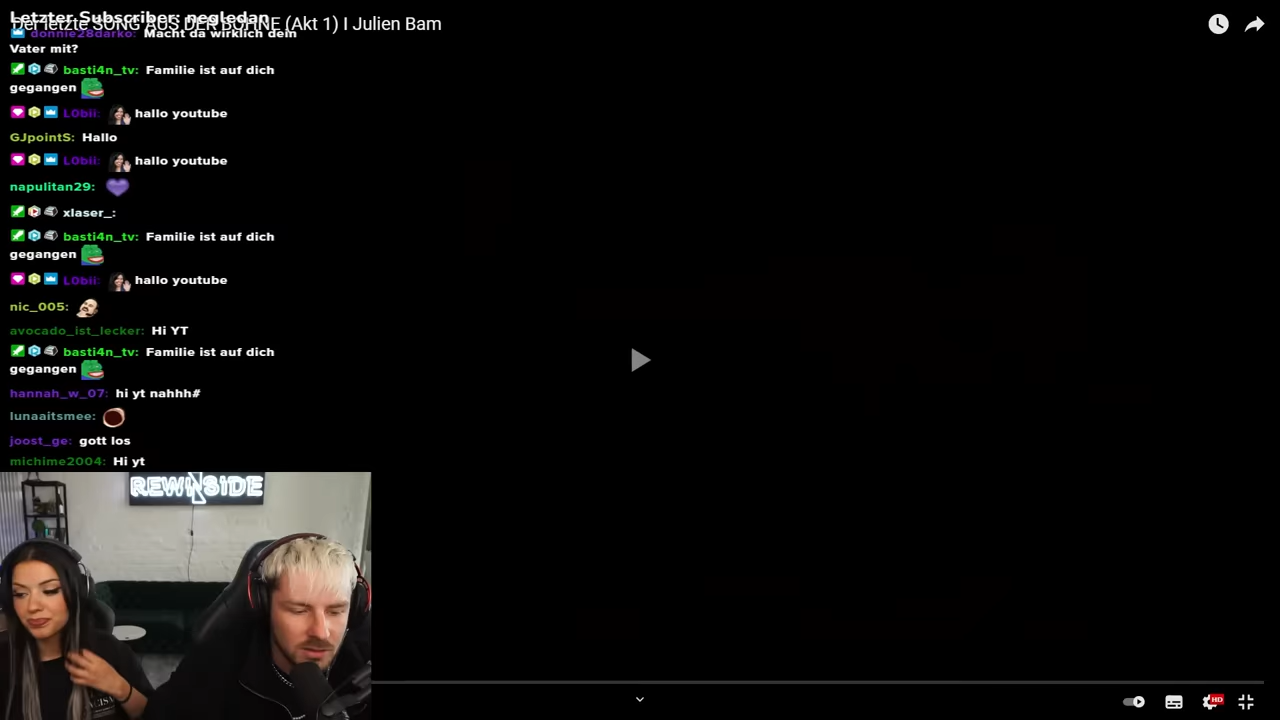 Letzter Subscriber: negledan
Der letzte SONG AUS DER BOHNE (Akt 1) I Julien Bam
donnie28darko: Macht da wirklich dein
Vater mit?
basti4n_tv: Familie ist auf dich
gegangen
L0bii: hallo youtube
GJpointS: Hallo
L0bii: hallo youtube
napulitan29:
xlaser_:
basti4n_tv: Familie ist auf dich
gegangen
L0bii: hallo youtube
nic_005:
avocado_ist_lecker: Hi YT
basti4n_tv: Familie ist auf dich
gegangen
hannah_w_07: hi yt nahhh#
lunaaitsmee:
joost_ge: gott los
michime2004: Hi yt
REWINSIDE
HD